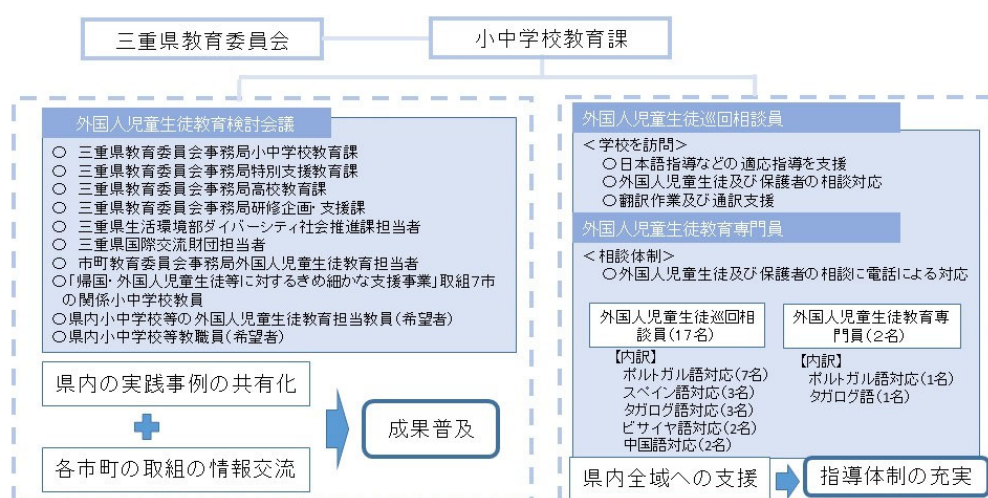 三重県教育委員会
小中学校教育課
外国人児童生徒教育検討会議
○ 三重県教育委員会事務局小中学校教育課
○ 三重県教育委員会事務局特別支援教育課
○ 三重県教育委員会事務局高校教育課
○ 三重県教育委員会事務局研修企画・支援課
○ 三重県生活環境部ダイバーシティ社会推進課担当者
○ 三重県国際交流財団担当者
○ 市町教育委員会事務局外国人児童生徒教育担当者
○「帰国・外国人児童生徒等に対するきめ細かな支援事業」取組7市
の関係小中学校教員
○県内小中学校等の外国人児童生徒教育担当教員(希望者)
○県内小中学校等教職員(希望者)
県内の実践事例の共有化
各市町の取組の情報交流
成果普及
外国人児童生徒巡回相談員
<学校を訪問>
○日本語指導などの適応指導を支援
○外国人児童生徒及び保護者の相談対応
○翻訳作業及び通訳支援
外国人児童生徒教育専門員
<相談体制>
○外国人児童生徒及び保護者の相談に電話による対応
外国人児童生徒巡回相
談員(17名)
【内訳】
ポルトガル語対応(7名)
スペイン語対応(3名)
タガログ語対応(3名)
ビサイヤ語対応(2名)
中国語対応(2名)
外国人児童生徒教育専
門員(2名)
【内訳】
ポルトガル語対応(1名)
タガログ語(1名)
県内全域への支援
指導体制の充実